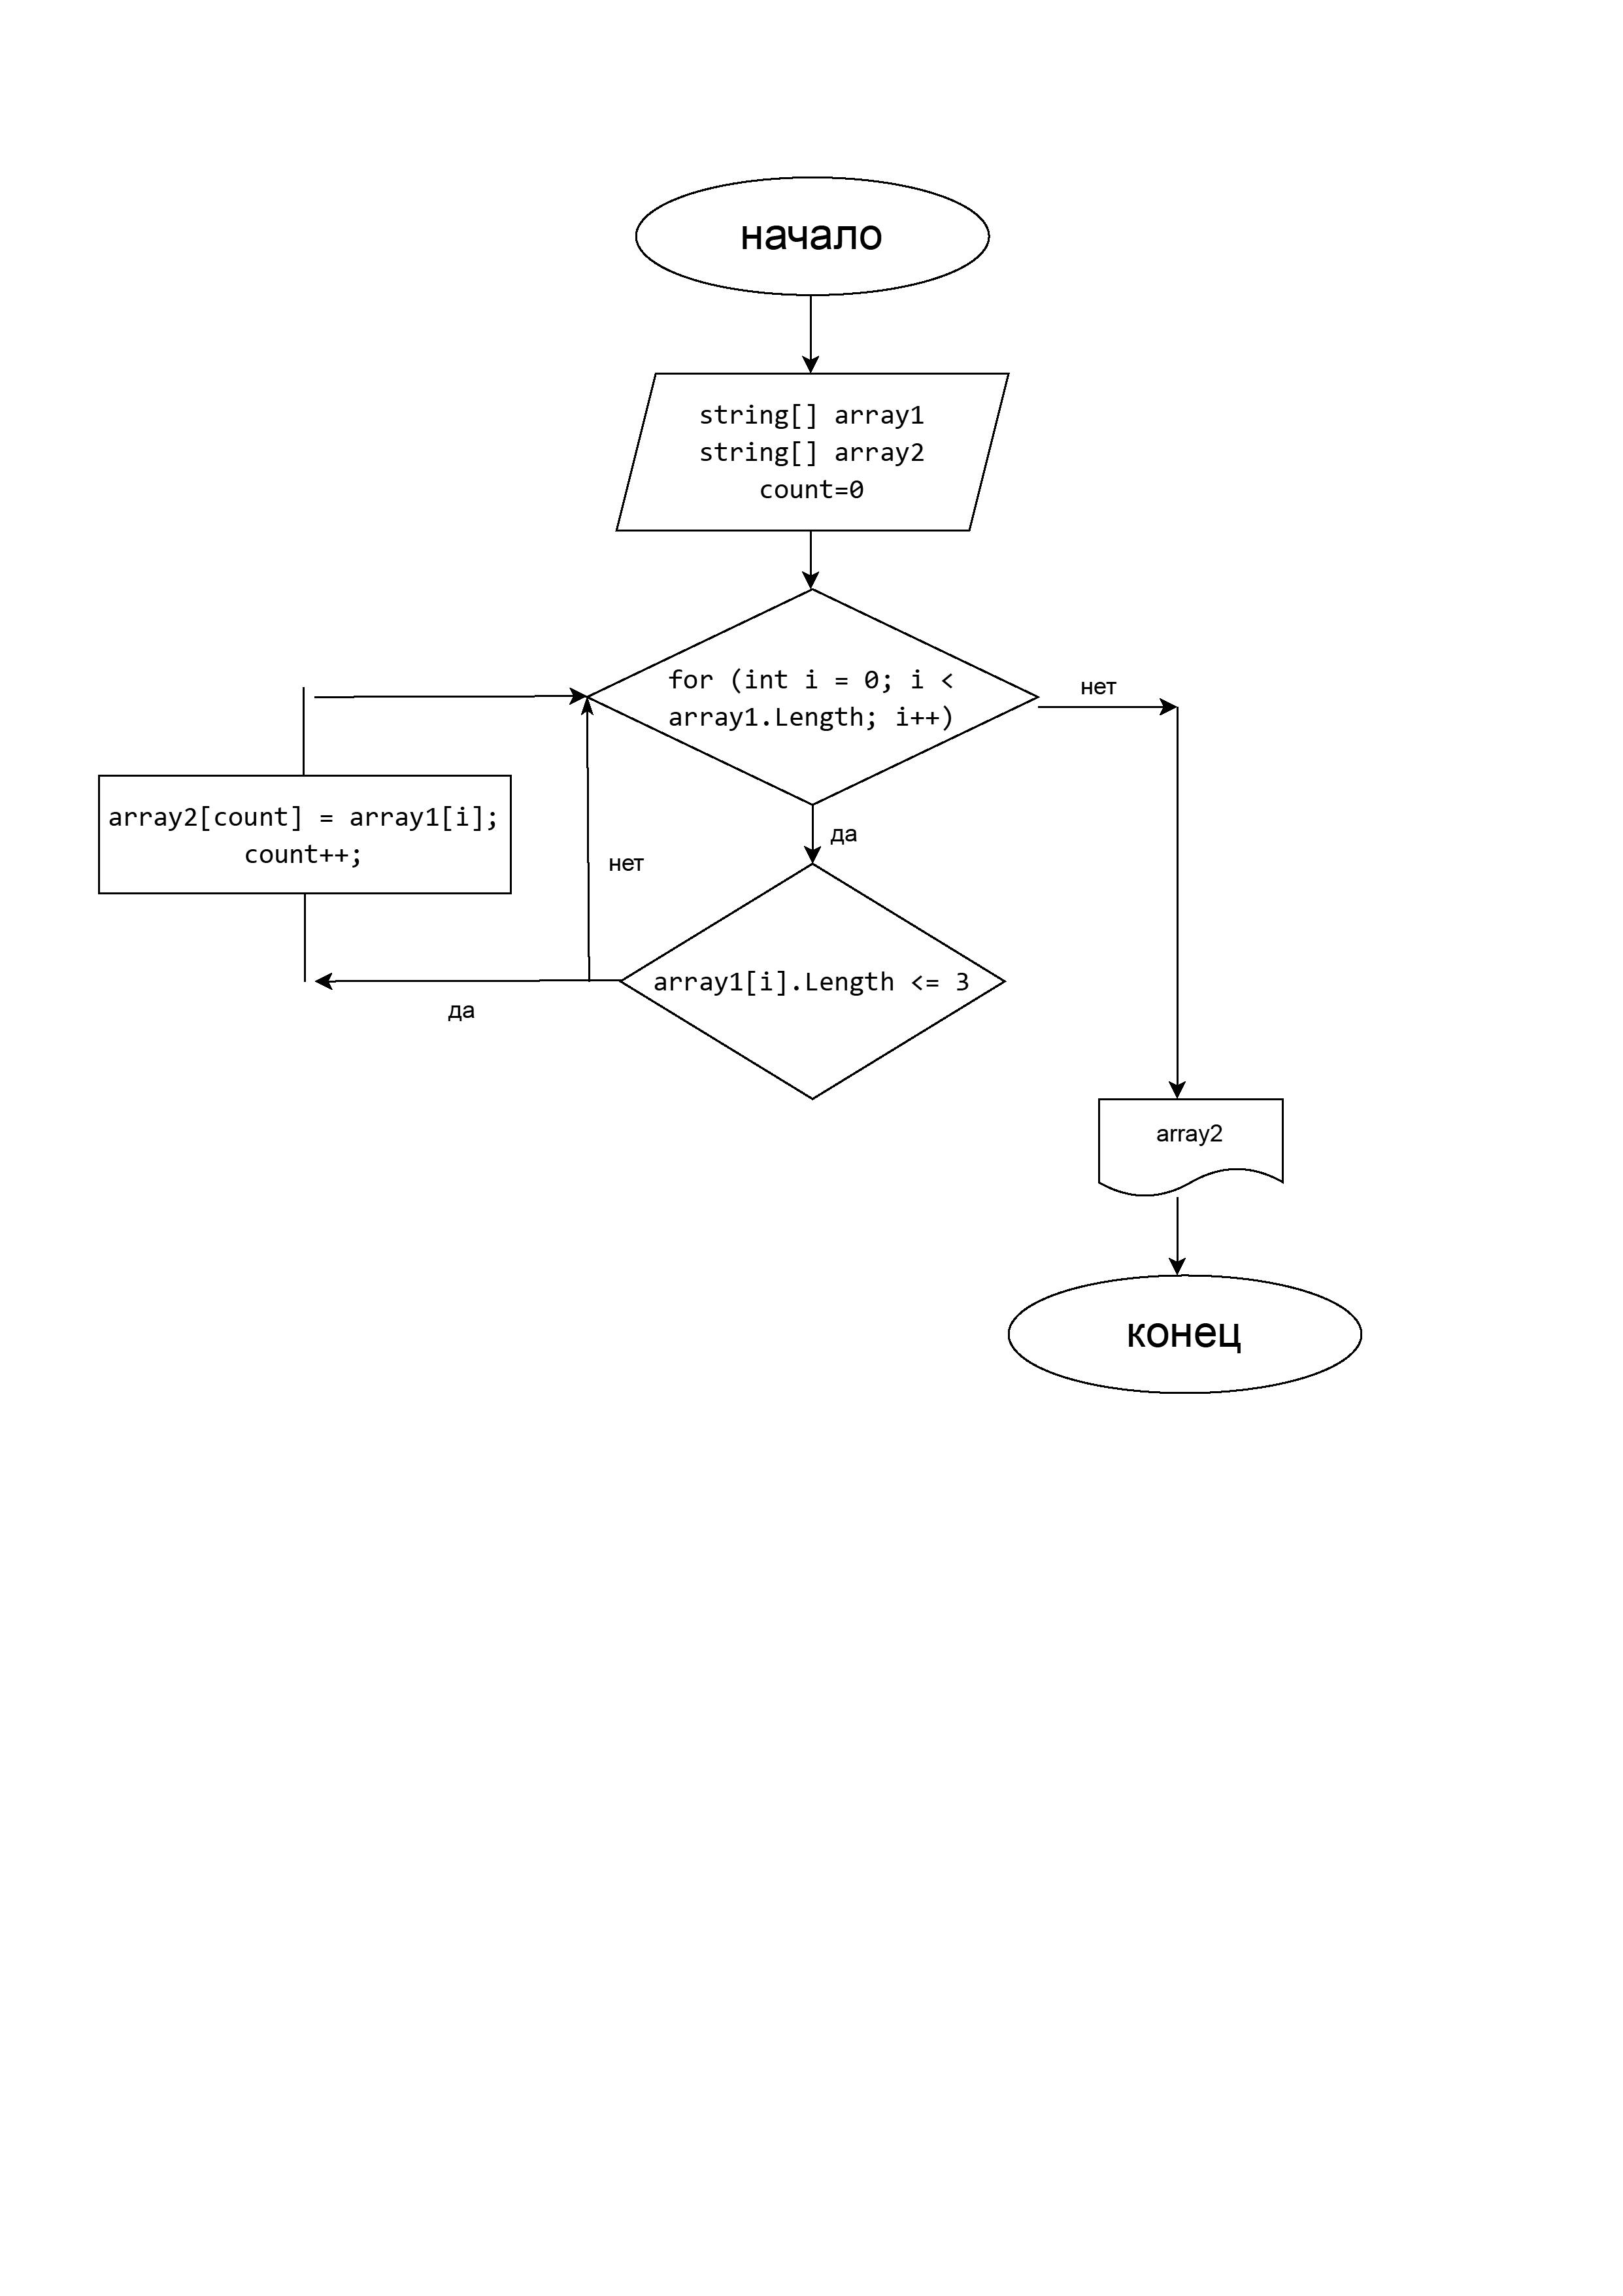 начало
string[] array1
string[] array2
count=0
for (int i = 0; i <
array1.Length; i++)
нет
array2[count] = array1[i];
count++;
да
нет
array1[i].Length <= 3
да
array2
конец